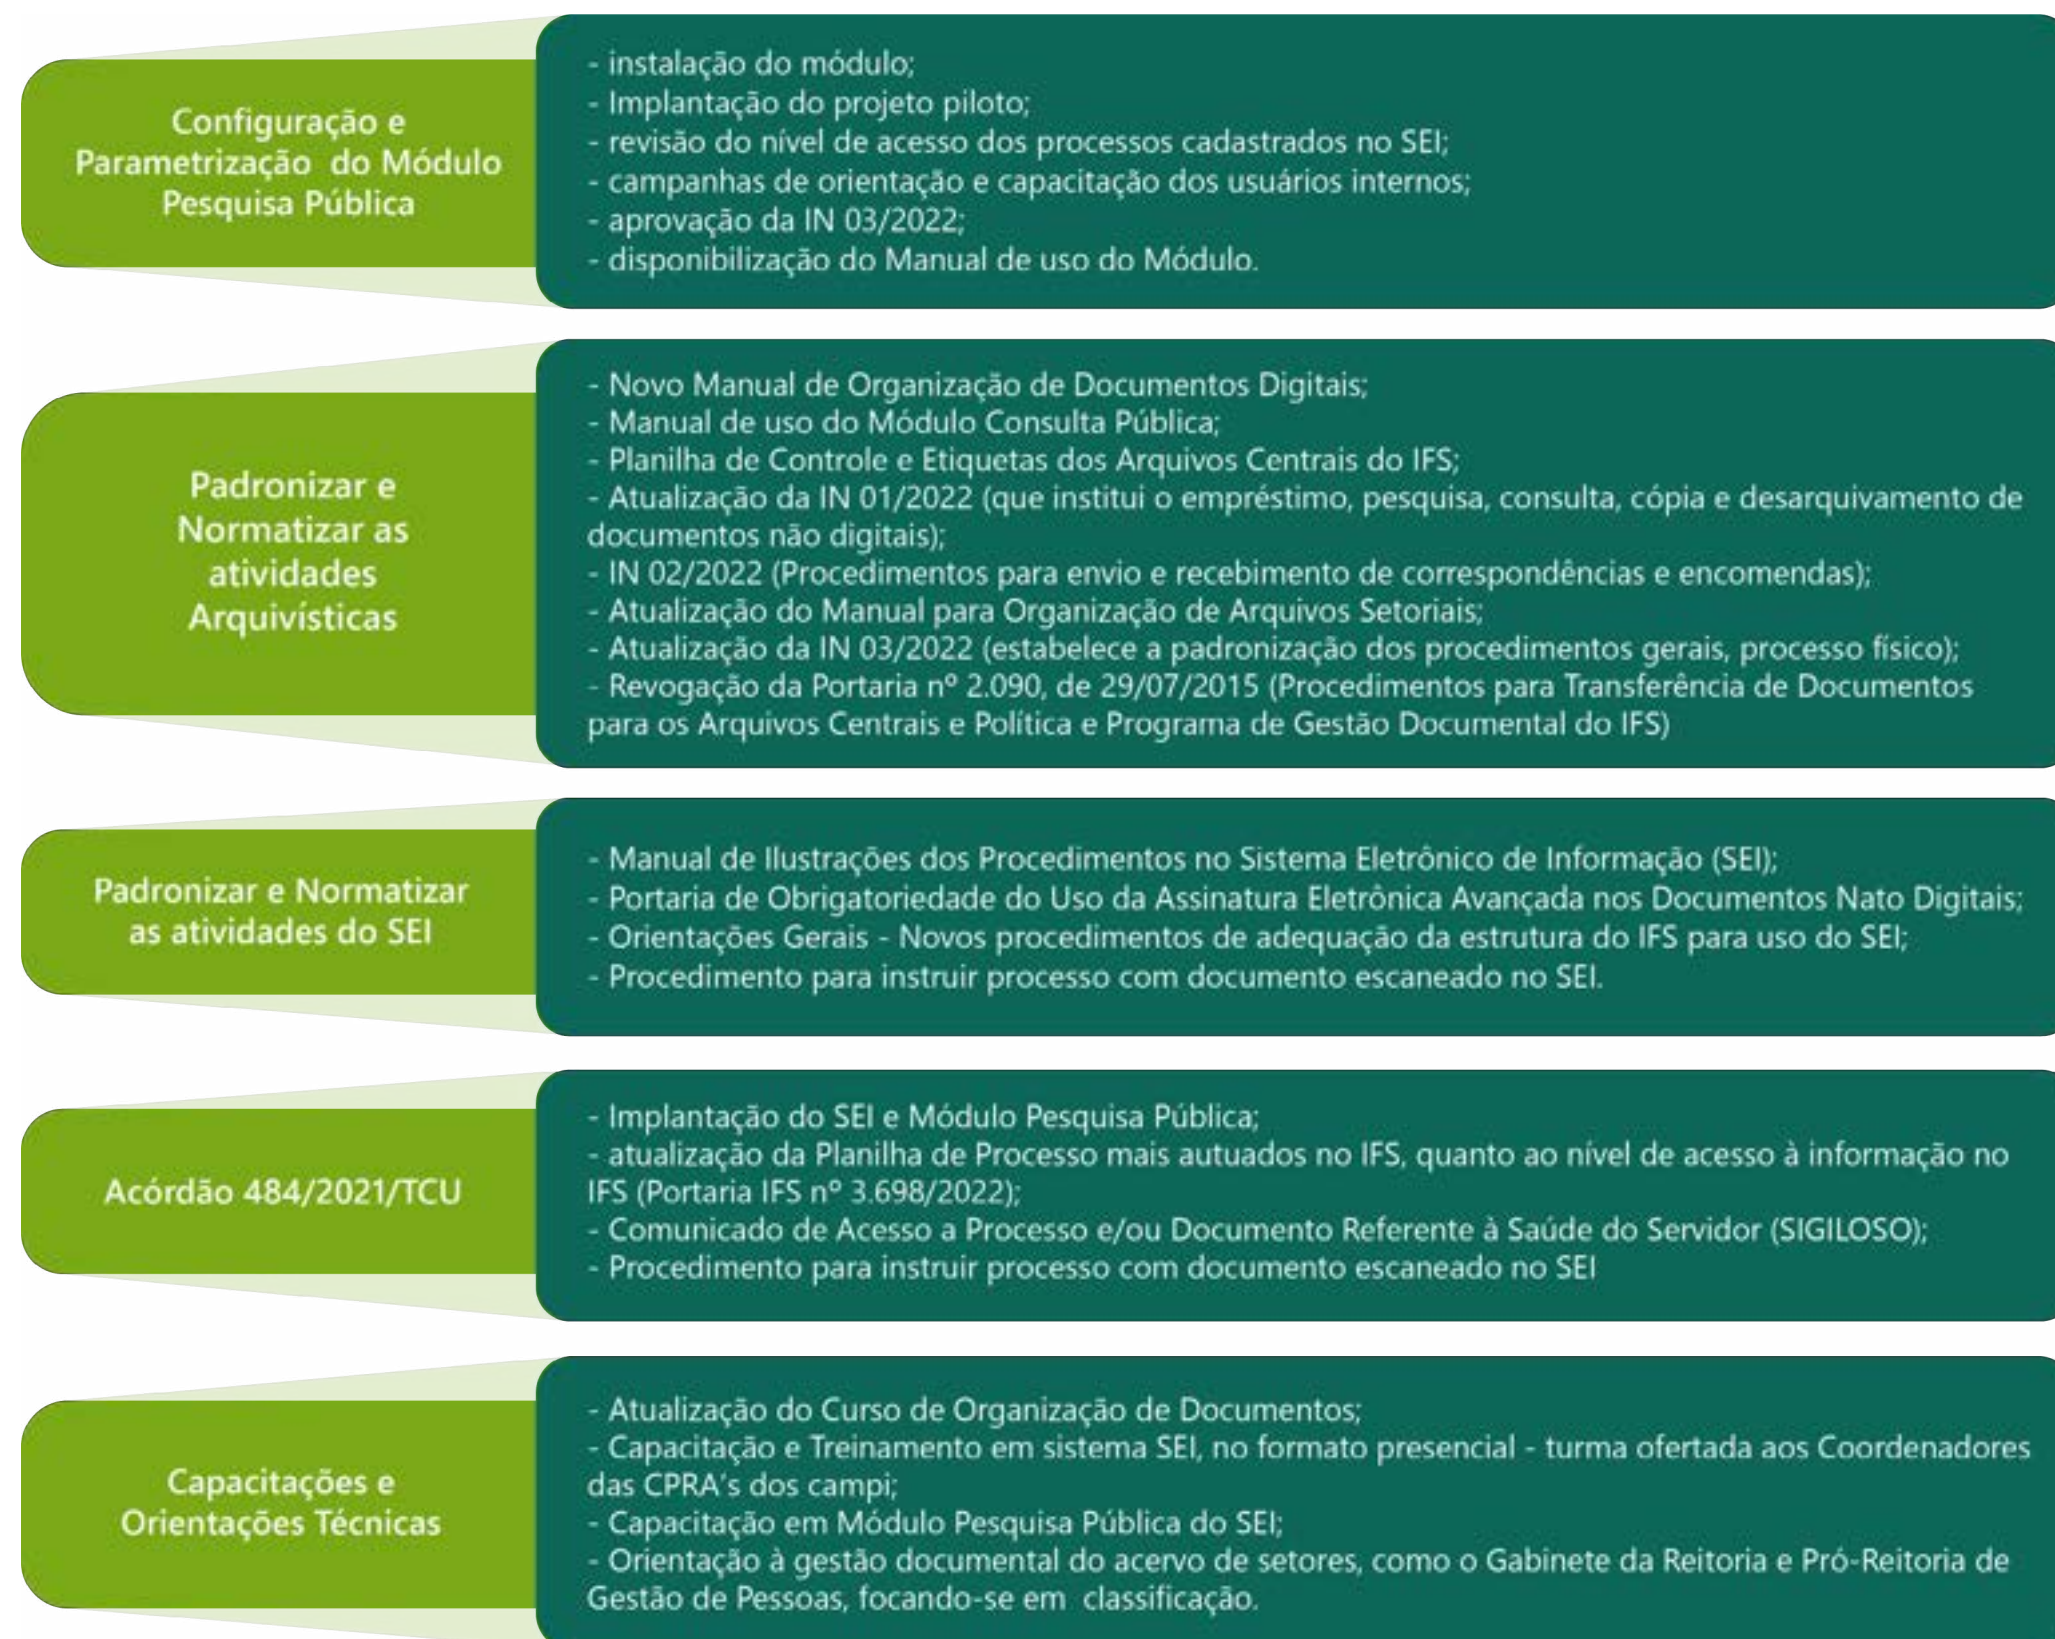 Configuração e
Parametrização do Módulo
Pesquisa Pública
- instalação do módulo;
- Implantação do projeto piloto;
- revisão do nível de acesso dos processos cadastrados no SEI;
- campanhas de orientação e capacitação dos usuários internos;
- aprovação da IN 03/2022;
- disponibilização do Manual de uso do Módulo.
Padronizar e
Normatizar as
atividades
Arquivísticas
- Novo Manual de Organização de Documentos Digitais;
- Manual de uso do Módulo Consulta Pública;
- Planilha de Controle e Etiquetas dos Arquivos Centrais do IFS;
- Atualização da IN 01/2022 (que institui o empréstimo, pesquisa, consulta, cópia e desarquivamento de
documentos não digitais);
- IN 02/2022 (Procedimentos para envio e recebimento de correspondências e encomendas);
- Atualização do Manual para Organização de Arquivos Setoriais;
- Atualização da IN 03/2022 (estabelece a padronização dos procedimentos gerais, processo físico);
- Revogação da Portaria nº 2.090, de 29/07/2015 (Procedimentos para Transferência de Documentos
para os Arquivos Centrais e Política e Programa de Gestão Documental do IFS)
Padronizar e Normatizar
as atividades do SEI
- Manual de Ilustrações dos Procedimentos no Sistema Eletrônico de Informação (SEI);
- Portaria de Obrigatoriedade do Uso da Assinatura Eletrônica Avançada nos Documentos Nato Digitais;
- Orientações Gerais - Novos procedimentos de adequação da estrutura do IFS para uso do SEI;
- Procedimento para instruir processo com documento escaneado no SEI.
Acórdão 484/2021/TCU
- Implantação do SEI e Módulo Pesquisa Pública;
- atualização da Planilha de Processo mais autuados no IFS, quanto ao nível de acesso à informação no
IFS (Portaria IFS nº 3.698/2022);
- Comunicado de Acesso a Processo e/ou Documento Referente à Saúde do Servidor (SIGILOSO);
- Procedimento para instruir processo com documento escaneado no SEI
Capacitações e
Orientações Técnicas
- Atualização do Curso de Organização de Documentos;
- Capacitação e Treinamento em sistema SEI, no formato presencial - turma ofertada aos Coordenadores
das CPRA's dos campi;
- Capacitação em Módulo Pesquisa Pública do SEI;
- Orientação à gestão documental do acervo de setores, como o Gabinete da Reitoria e Pró-Reitoria de
Gestão de Pessoas, focando-se em classificação.